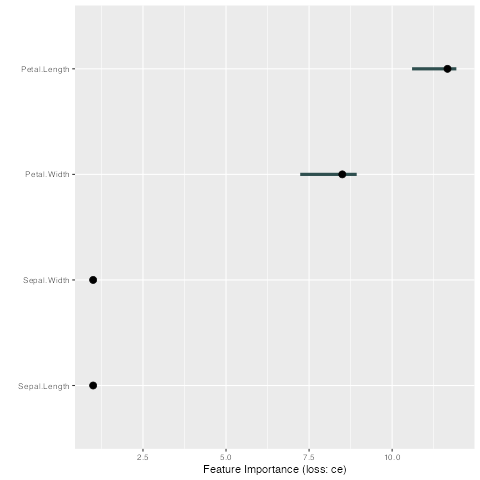 Petal.Length
Petal.Width
Sepal.Width
Sepal.Length
2.5 5.0 7.5 10.0
Feature Importance (loss: ce)